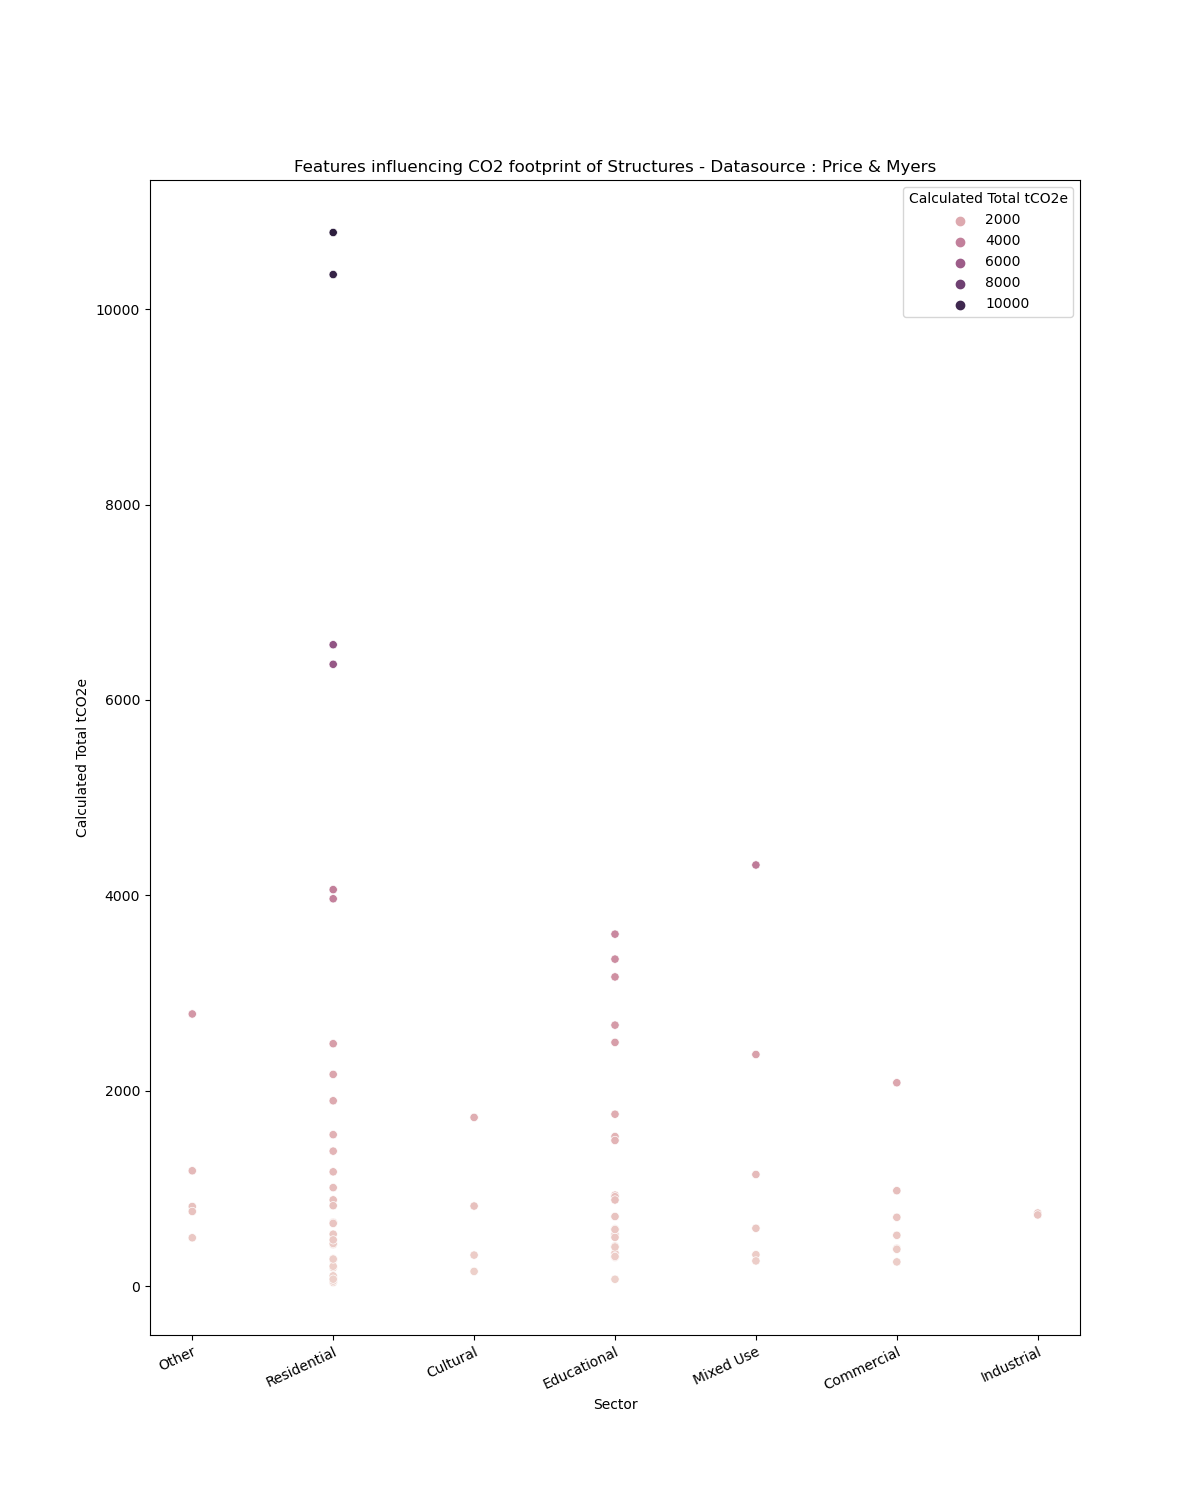 Features influencing CO2 footprint of Structures - Datasource : Price & Myers
Calculated Total tCO2e
2000
4000
6000
8000
10000
Calculated Total tCO2e
10000
8000
6000
4000
2000
0
Other
Residential
Cultural
Educational
Mixed Use
Commercial
Industrial
Sector